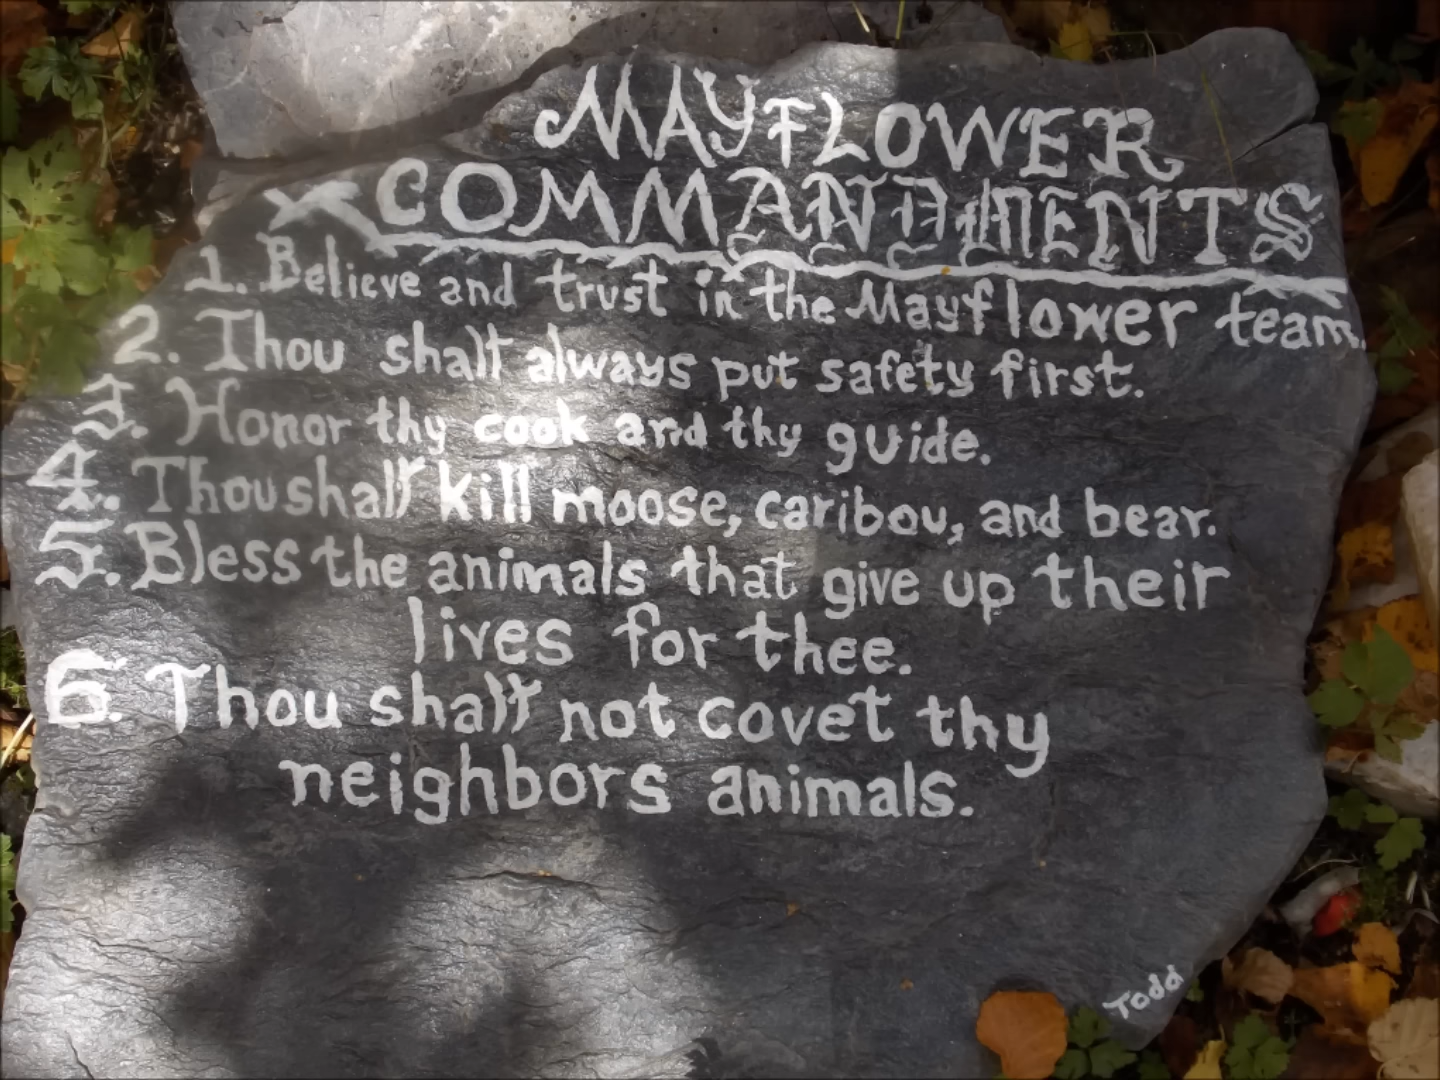 MAYFLOWER
COMMANDMENTS
1. Believe and trust in the Mayflower team.
2. Thou shalt always put safety first.
3. Honor thy cook and thy guide.
4. Thou shalt kill moose, caribou, and bear.
5. Bless the animals that give up their
lives for thee.
6. Thou shalt not covet thy
neighbors animals.
Todd